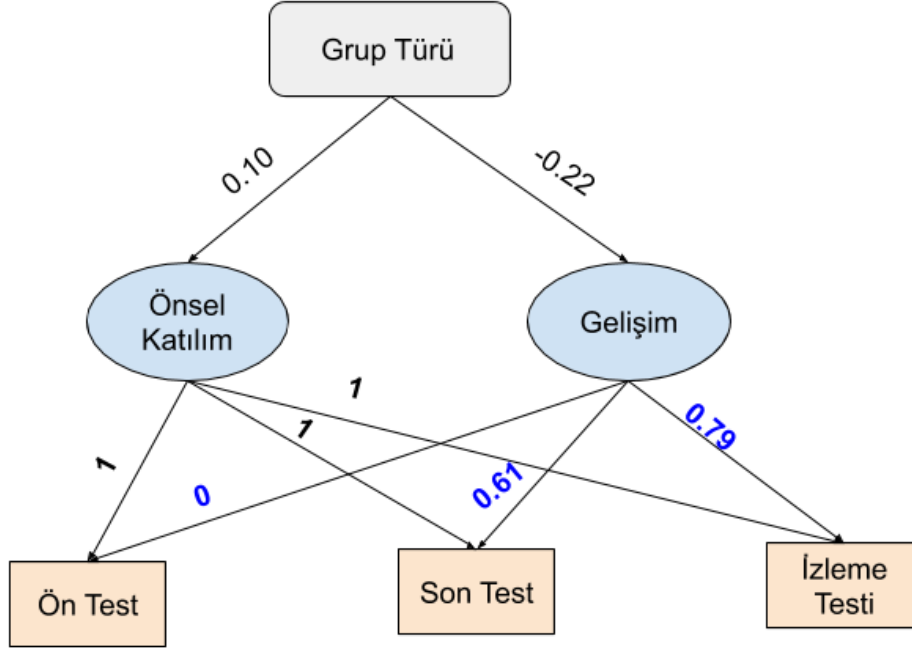 Grup Türü
0.10
-0.22
Önsel
Katılım
Gelişim
1
1
1
0
0.61
0.79
Ön Test
Son Test
İzleme
Testi